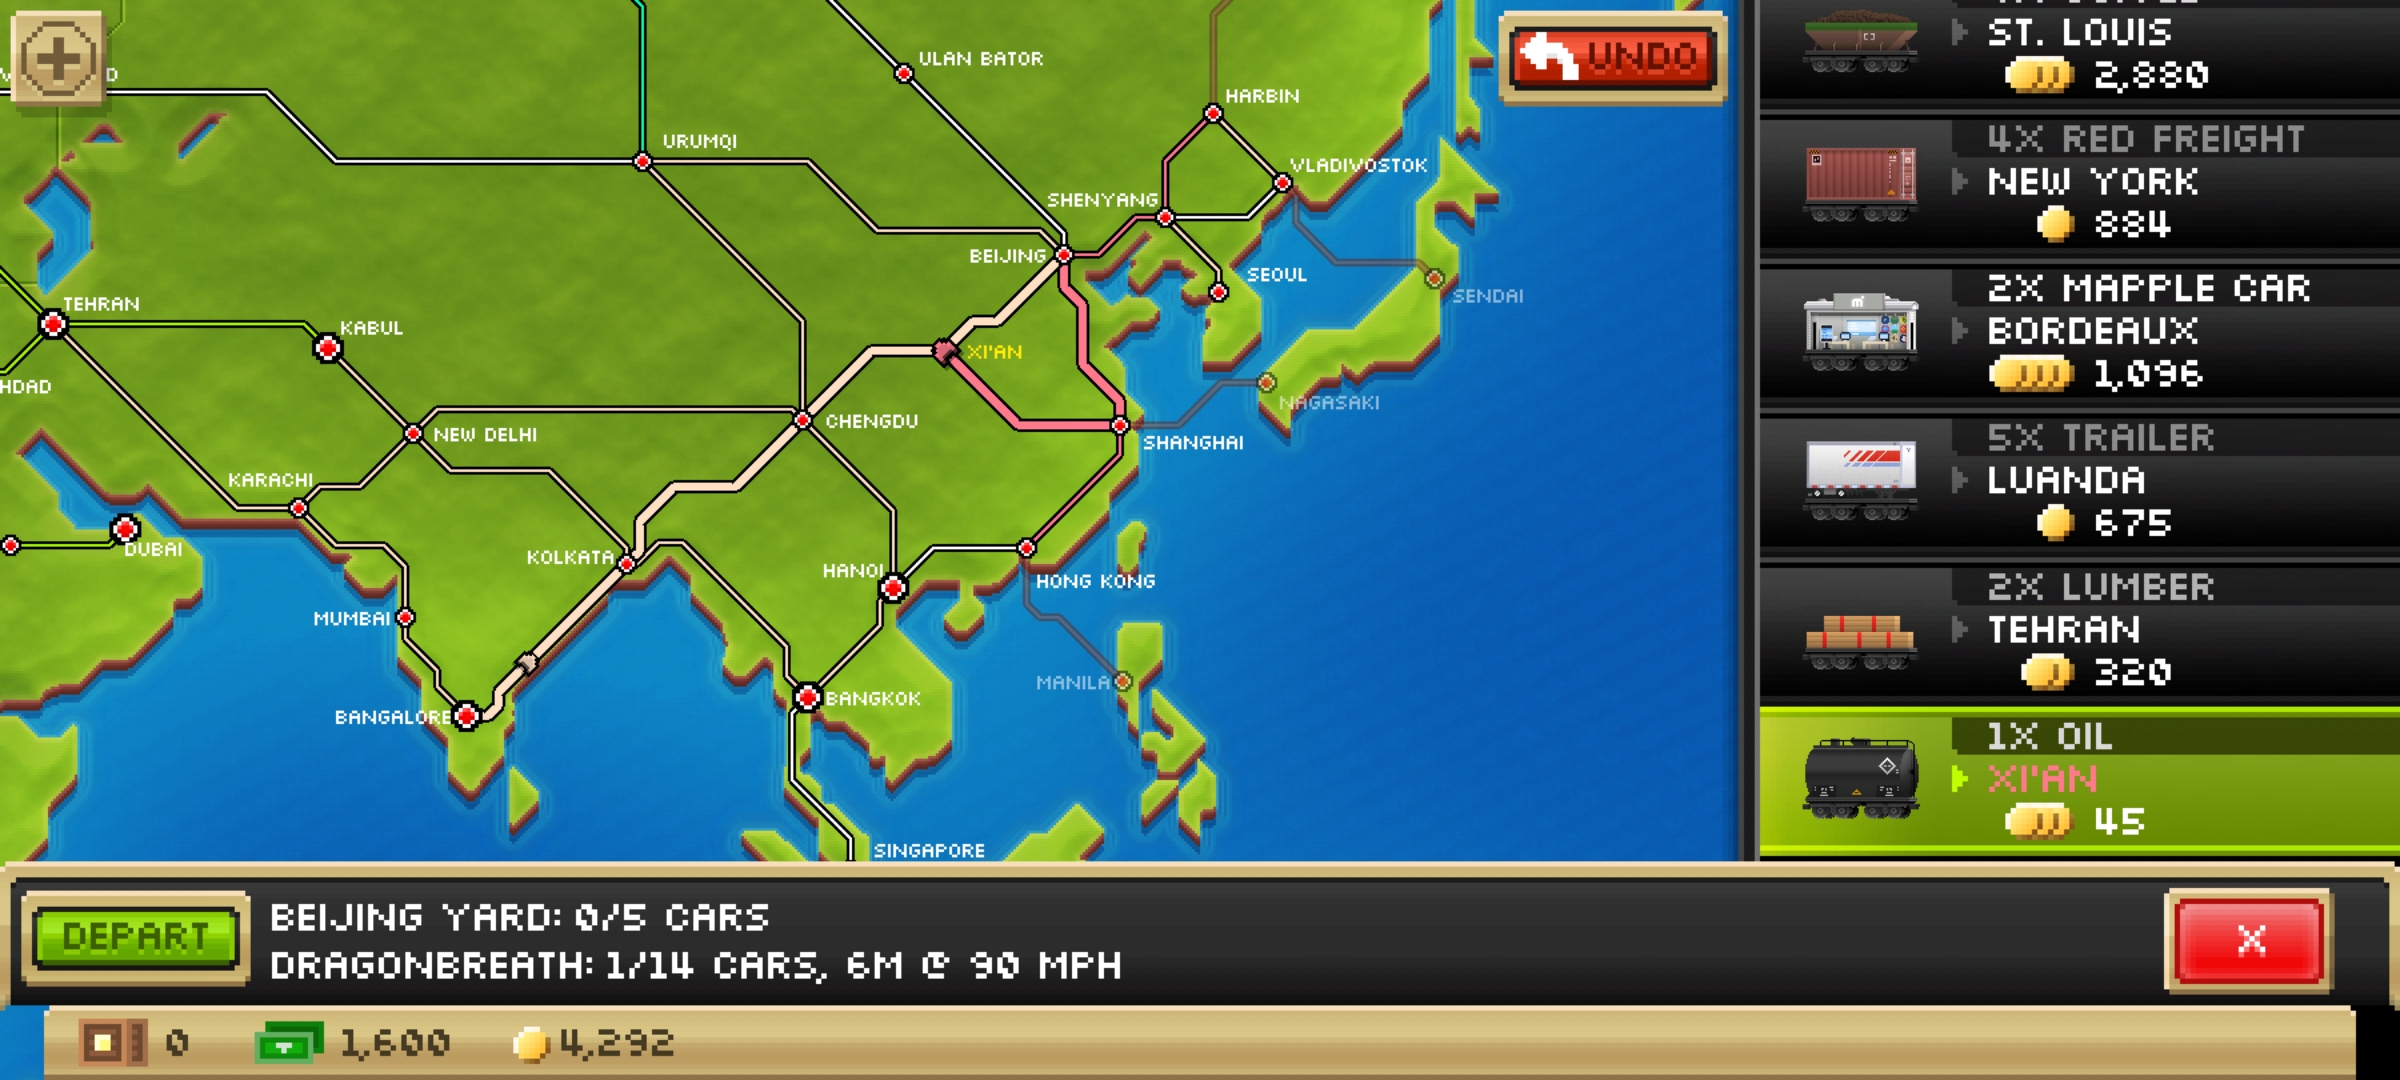 ULAN BATOR
UNDO
HARBIN
URUMQI
VLADIVOSTOK
SHENYANG
BEIJING
SEOUL
SENDAI
TEHRAN
KABUL
XI'AN
HDAD
NAGASAKI
CHENGDU
NEW DELHI
SHANGHAI
KARACHI
DUBAI
KOLKATA
HANOI
HONG KONG
MUMBAI
MANILA
BANGKOK
BANGALORE
SINGAPORE
ST. LOUIS
2,880
4X RED FREIGHT
NEW YORK
884
2X MAPPLE CAR
BORDEAUX
1,096
5X TRAILER
LUANDA
675
2X LUMBER
TEHRAN
320
1X OIL
XI'AN
45
DEPART
BEIJING YARD: 0/5 CARS
DRAGONBREATH: 1/14 CARS, 6M @ 90 MPH
X
0
1,600
4,292